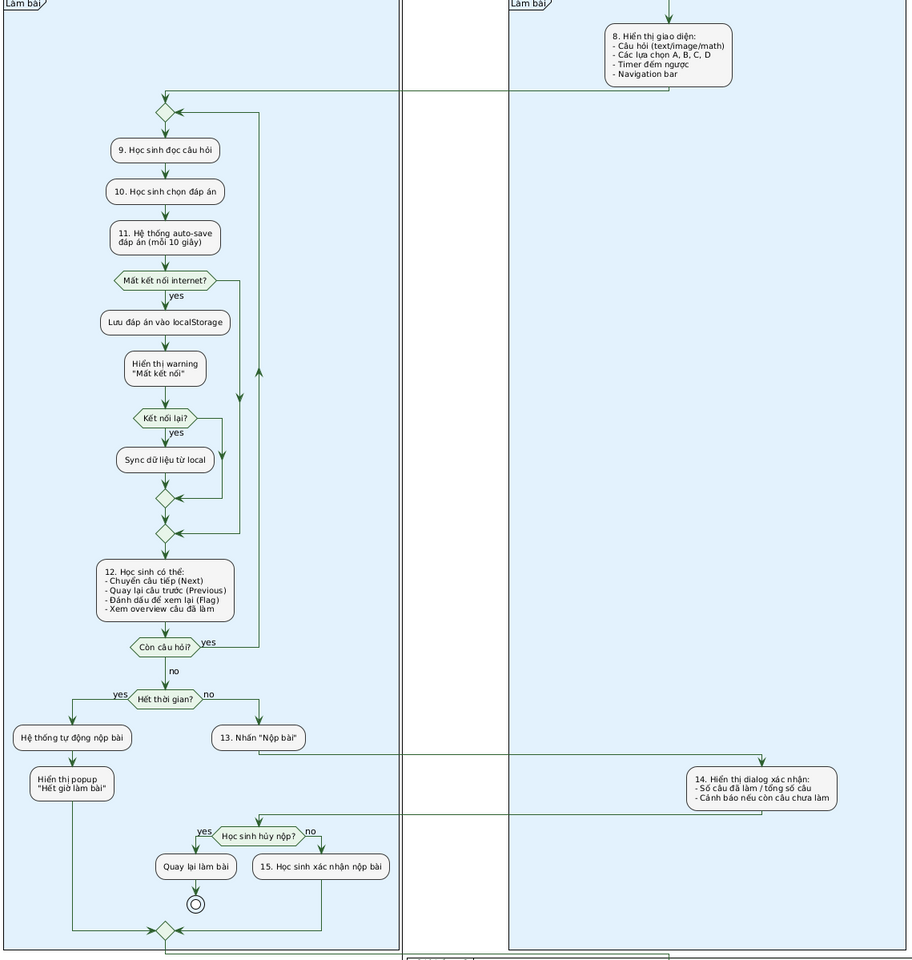 Làm bài
Làm bài
8. Hiển thị giao diện:
- Câu hỏi (text/image/math)
- Các lựa chọn A, B, C, D
- Timer đếm ngược
- Navigation bar
9. Học sinh đọc câu hỏi
10. Học sinh chọn đáp án
11. Hệ thống auto-save
đáp án (mỗi 10 giây)
Mất kết nối internet?
yes
Lưu đáp án vào localStorage
Hiển thị warning
"Mất kết nối"
Kết nối lại?
yes
Sync dữ liệu từ local
12. Học sinh có thể:
- Chuyển câu tiếp (Next)
- Quay lại câu trước (Previous)
- Đánh dấu để xem lại (Flag)
- Xem overview câu đã làm
Còn câu hỏi?
yes
no
yes
Hết thời gian?
no
Hệ thống tự động nộp bài
13. Nhấn "Nộp bài"
Hiển thị popup
"Hết giờ làm bài"
14. Hiển thị dialog xác nhận:
- Số câu đã làm / tổng số câu
- Cảnh báo nếu còn câu chưa làm
yes
Học sinh hủy nộp?
no
Quay lại làm bài
15. Học sinh xác nhận nộp bài